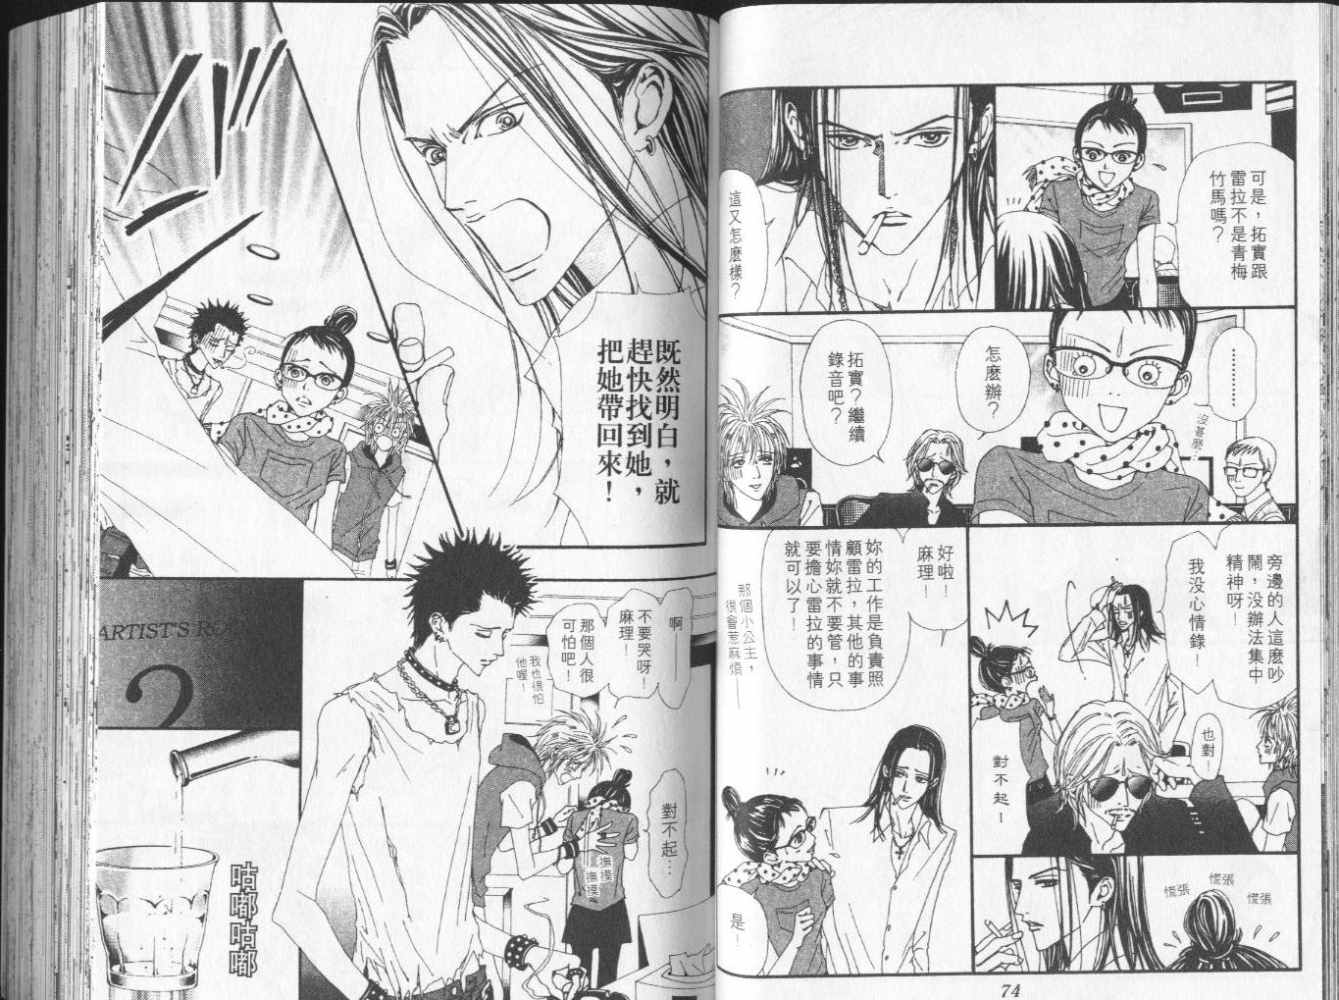 可是，拓實跟
雷拉不是青梅
竹馬嗎？
這又怎麼樣？
………
沒甚麼…
怎麼辦？
拓實？繼續
錄音吧？
旁邊的人這麼吵
鬧，沒辦法集中
精神呀！
我沒心情錄！
也對！
對不起！
慌張
慌張
慌張
好啦！
麻理！
妳的工作是負責照
顧雷拉，其他的事
情妳就不要管，只
要擔心雷拉的事情
就可以了！
那個小公主，
很會惹麻煩——
是！
74
既然明白，就
趕快找到她，
把她帶回來！
啊——
不要哭呀！
麻理！
那個人很
可怕吧！
我也很怕
他喔！
對不起…
撫摸
撫摸
ARTIST'S RO
2
咕嘟咕嘟